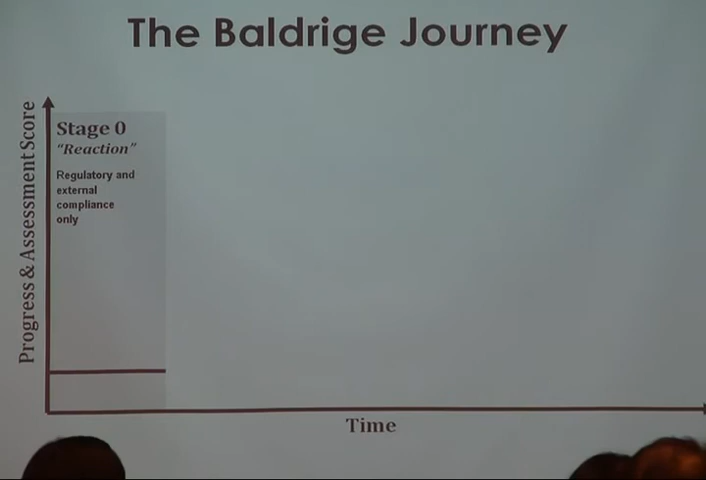 The Baldrige Journey
Progress & Assessment Score
Stage 0
“Reaction”
Regulatory and
external
compliance
only
Time